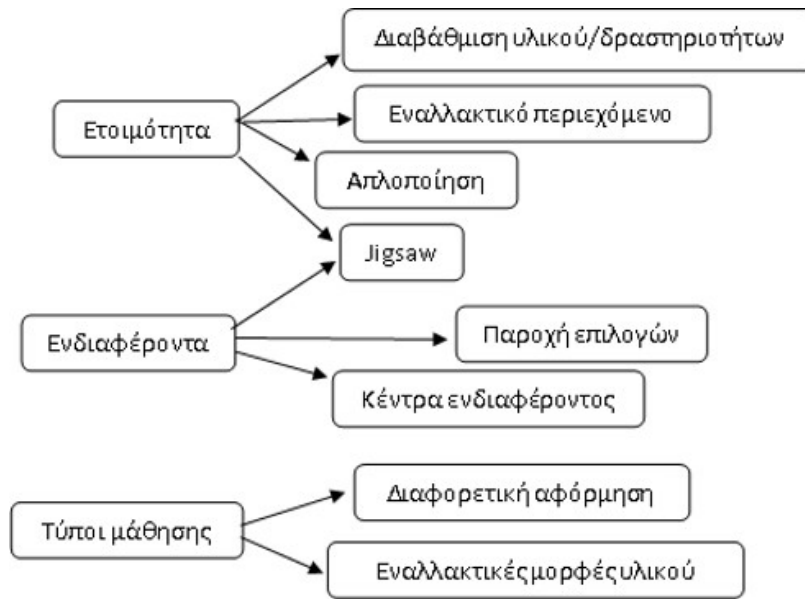 Διαβάθμιση υλικού/δραστηριοτήτων
Ετοιμότητα
Εναλλακτικό περιεχόμενο
Απλοποίηση
Jigsaw
Ενδιαφέροντα
Παροχή επιλογών
Κέντρα ενδιαφέροντος
Τύποι μάθησης
Διαφορετική αφόρμηση
Εναλλακτικές μορφές υλικού